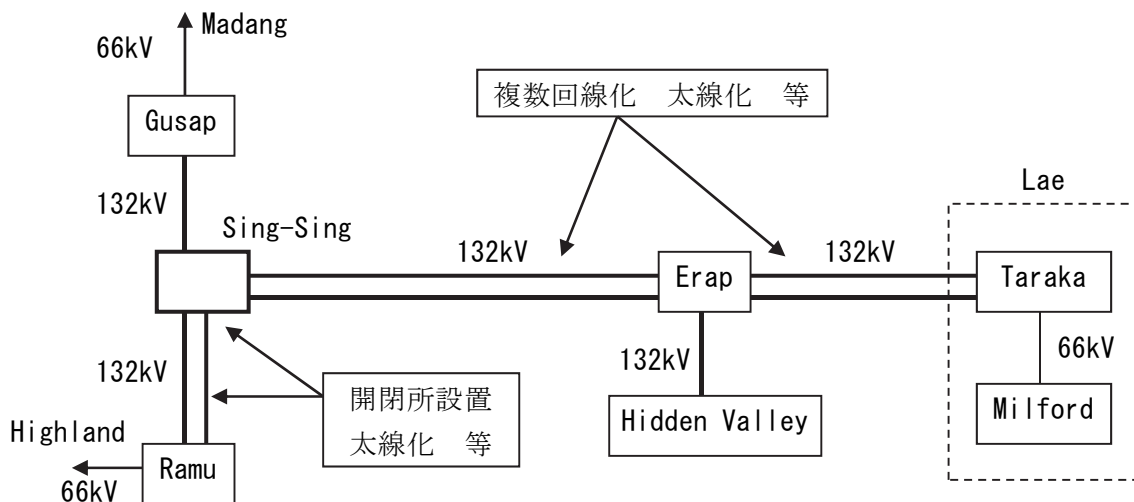 Madang
66kV
複数回線化　太線化　等
Gusap
Lae
132kV
Sing-Sing
132kV
132kV
Erap
Taraka
132kV
132kV
66kV
開閉所設置
太線化　等
Hidden Valley
Milford
Highland
Ramu
66kV